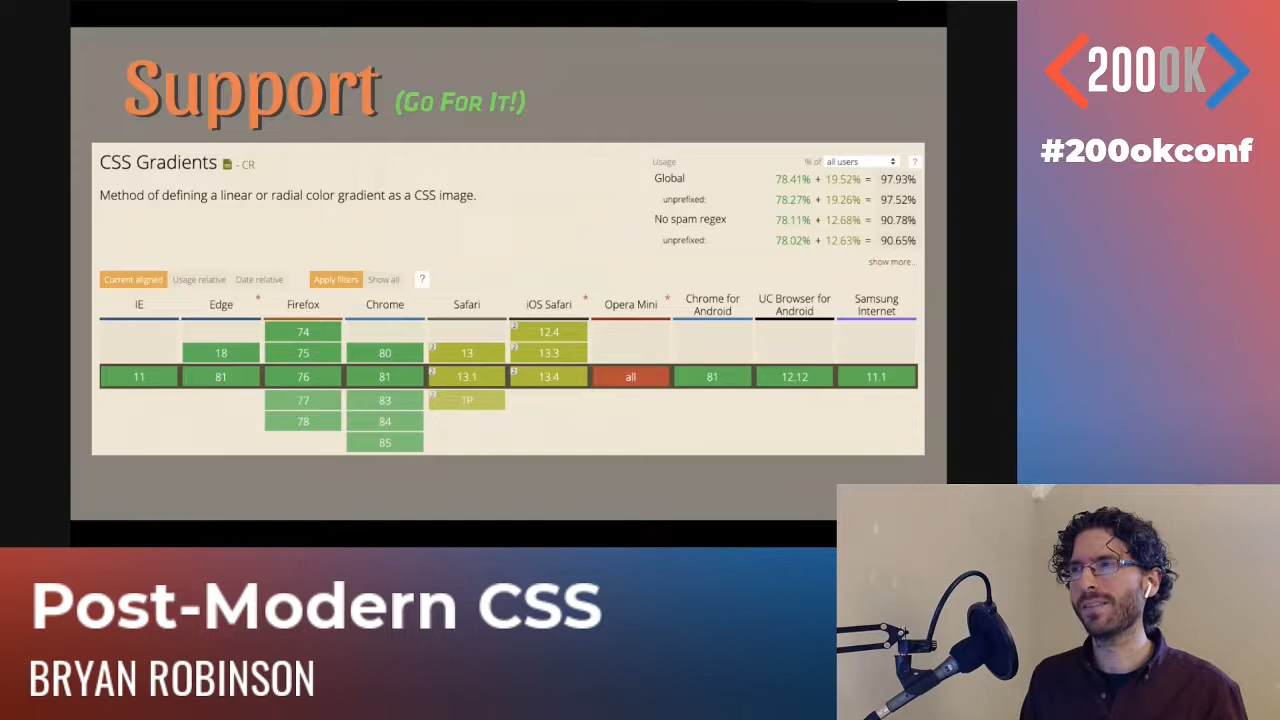 Support (Go For It!)
CSS Gradients - CR
Method of defining a linear or radial color gradient as a CSS image.
Usage % of all users ?
Global 78.41% + 19.52% = 97.93%
unprefixed: 78.27% + 19.26% = 97.52%
No spam regex 78.11% + 12.68% = 90.78%
unprefixed: 78.02% + 12.63% = 90.65%
show more...
Current aligned Usage relative Date relative Apply filters Show all ?
IE Edge * Firefox Chrome Safari iOS Safari * Opera Mini * Chrome for Android UC Browser for Android Samsung Internet
74 2 12.4
18 75 80 2 13 2 13.3
11 81 76 81 2 13.1 2 13.4 all 81 12.12 11.1
77 83 2 TP
78 84
85
200OK
#200okconf
Post-Modern CSS
BRYAN ROBINSON